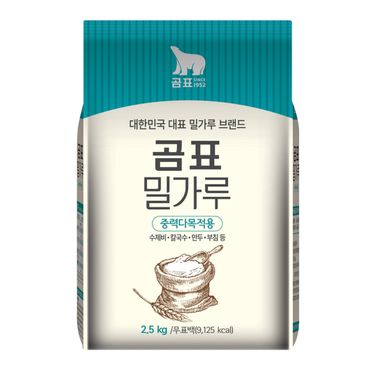 곰표 SINCE 1952
대한민국 대표 밀가루 브랜드
곰표
밀가루
중력다목적용
수제비•칼국수•만두•부침 등
2.5 kg /무표백(9,125 kcal)